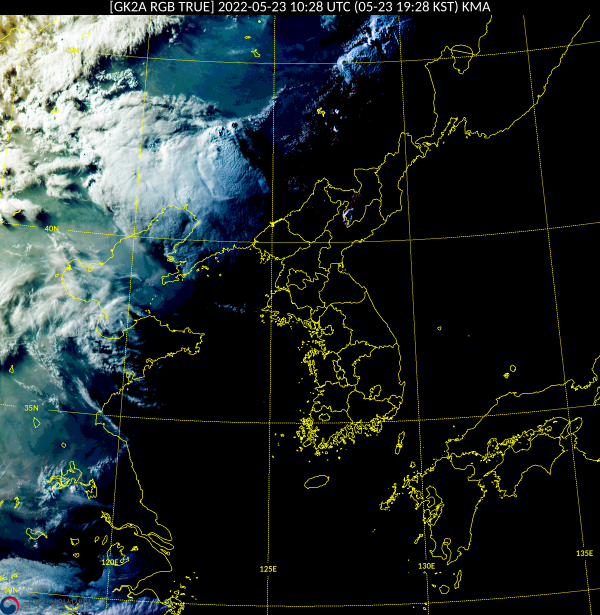 [GK2A RGB TRUE] 2022-05-23 10:28 UTC (05-23 19:28 KST) KMA
40N
35N
120E
125E
130E
135E